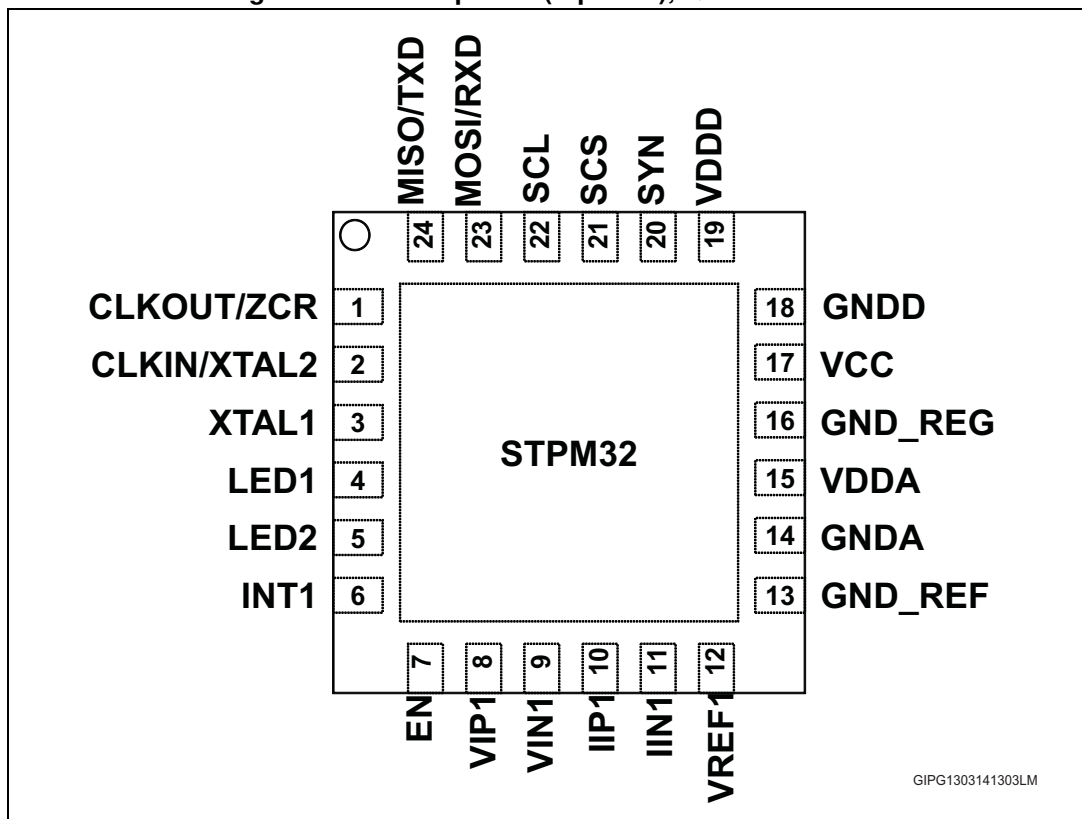 MISO/TXD
MOSI/RXD
SCL
SCS
SYN
VDDD
24
23
22
21
20
19
CLKOUT/ZCR 1
CLKIN/XTAL2 2
XTAL1 3
LED1 4
LED2 5
INT1 6
STPM32
18 GNDD
17 VCC
16 GND_REG
15 VDDA
14 GNDA
13 GND_REF
7
8
9
10
11
12
EN
VIP1
VIN1
IIP1
IIN1
VREF1
GIPG1303141303LM